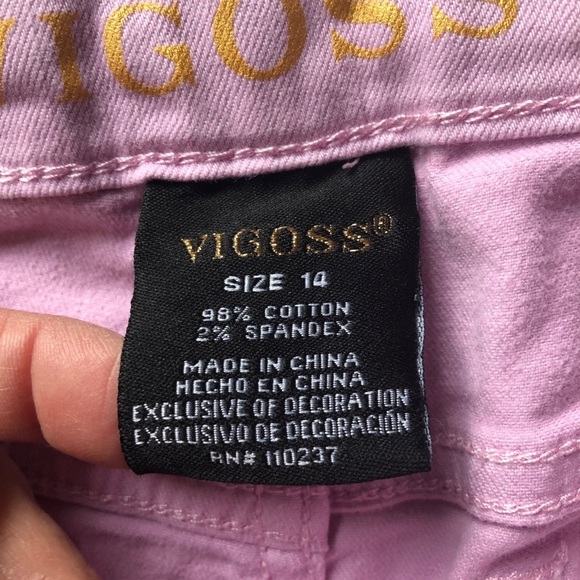 VIGOSS
VIGOSS®
SIZE 14
98% COTTON
2% SPANDEX
MADE IN CHINA
HECHO EN CHINA
EXCLUSIVE OF DECORATION
EXCLUSIVO DE DECORACIÓN
RN# 110237